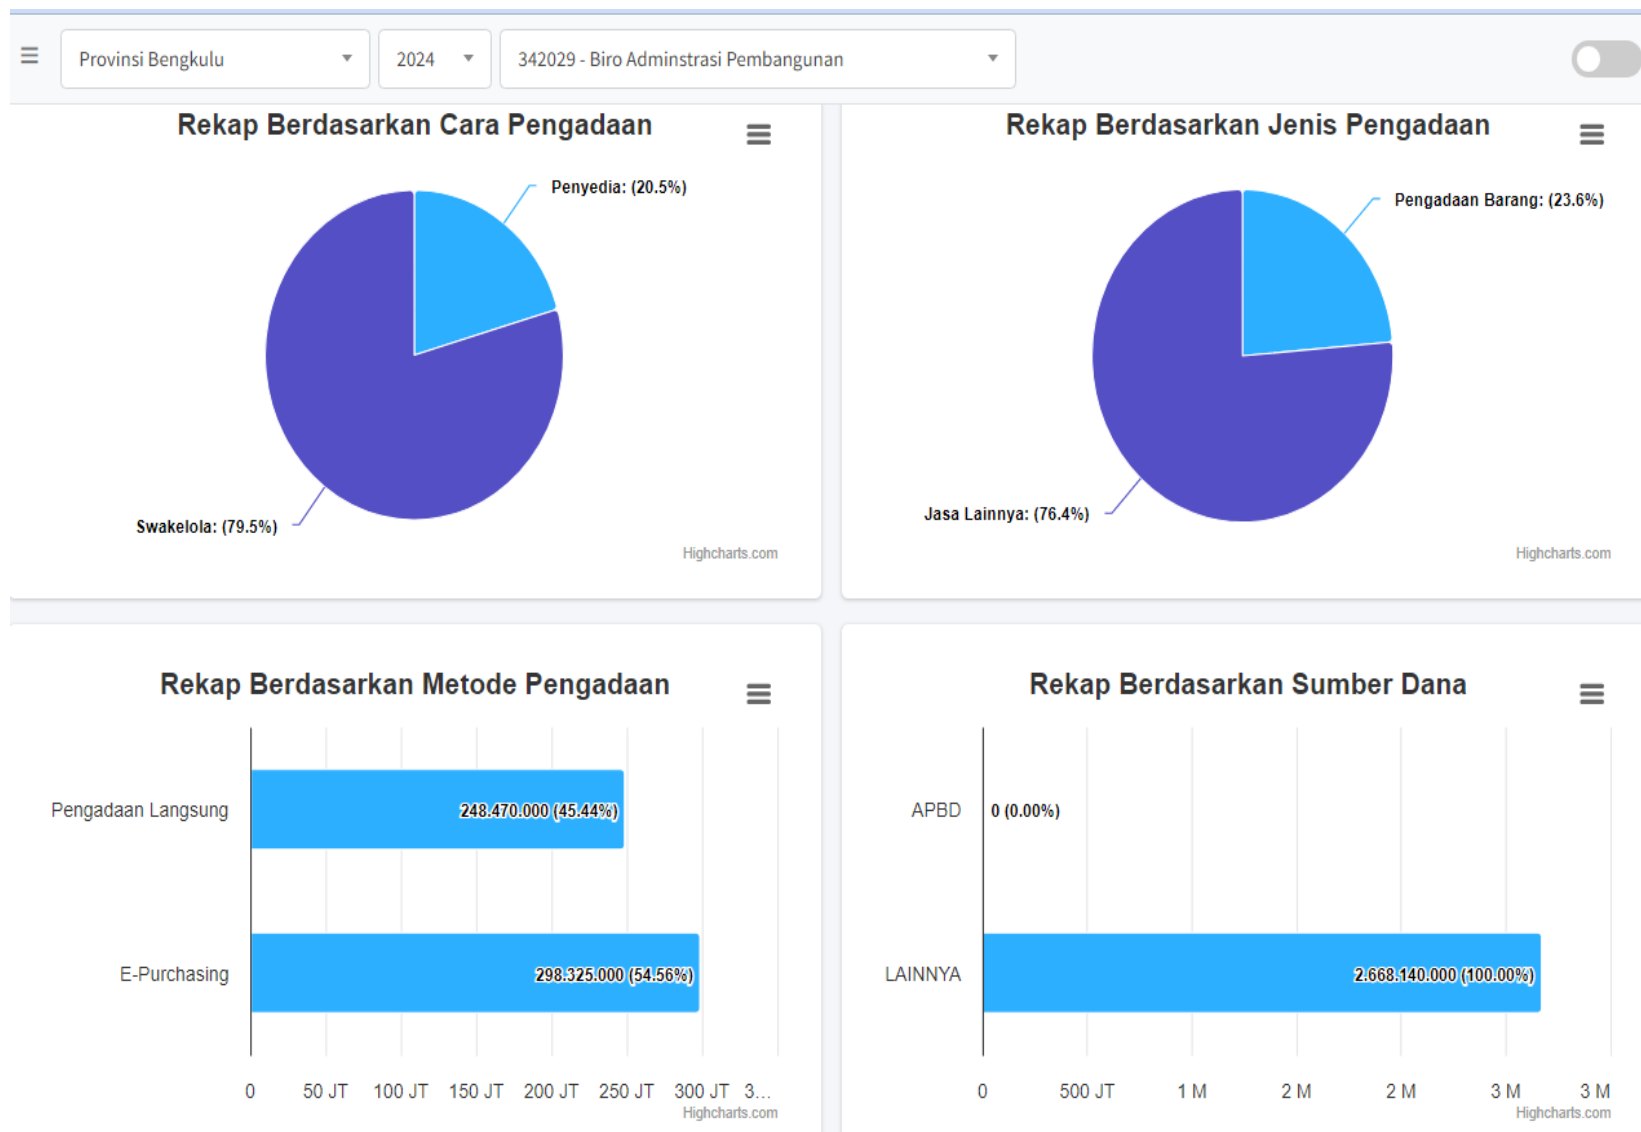 Provinsi Bengkulu
2024
342029 - Biro Adminstrasi Pembangunan
Rekap Berdasarkan Cara Pengadaan
Penyedia: (20.5%)
Swakelola: (79.5%)
Highcharts.com
Rekap Berdasarkan Jenis Pengadaan
Pengadaan Barang: (23.6%)
Jasa Lainnya: (76.4%)
Highcharts.com
Rekap Berdasarkan Metode Pengadaan
Pengadaan Langsung
248.470.000 (45.44%)
E-Purchasing
298.325.000 (54.56%)
0 50 JT 100 JT 150 JT 200 JT 250 JT 300 JT 3...
Highcharts.com
Rekap Berdasarkan Sumber Dana
APBD
0 (0.00%)
LAINNYA
2.668.140.000 (100.00%)
0 500 JT 1 M 2 M 2 M 3 M 3 M
Highcharts.com